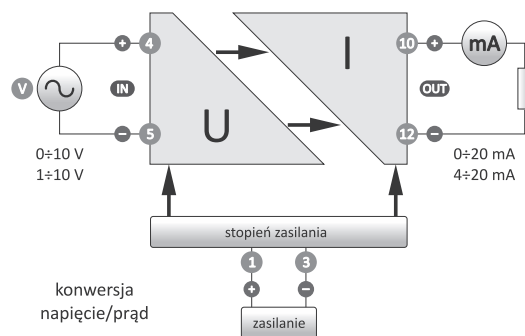 + 4
10 + mA
V
IN
OUT
U
I
− 5
12 −
0÷10 V
1÷10 V
0÷20 mA
4÷20 mA
stopień zasilania
1 3
+ −
konwersja
napięcie/prąd
zasilanie